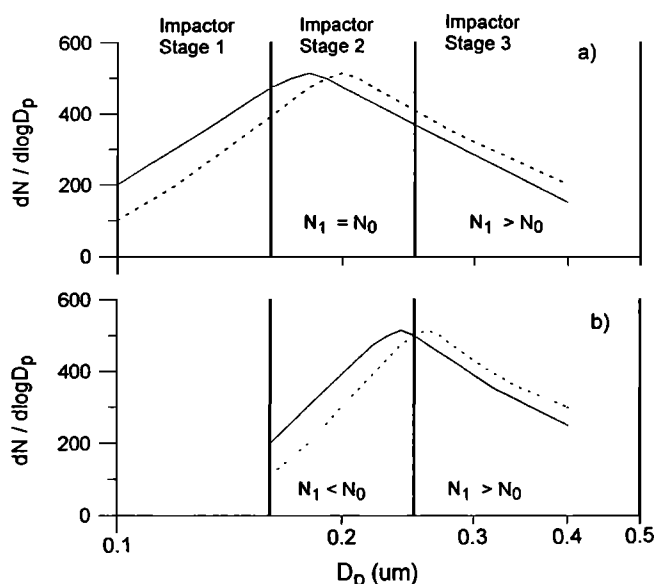 Impactor Stage 1
Impactor Stage 2
Impactor Stage 3
a)
600
400
200
0
dN / dlogDp
N1 = N0
N1 > N0
b)
600
400
200
0
dN / dlogDp
N1 < N0
N1 > N0
0.1
0.2
0.3
0.4
0.5
Dp (um)